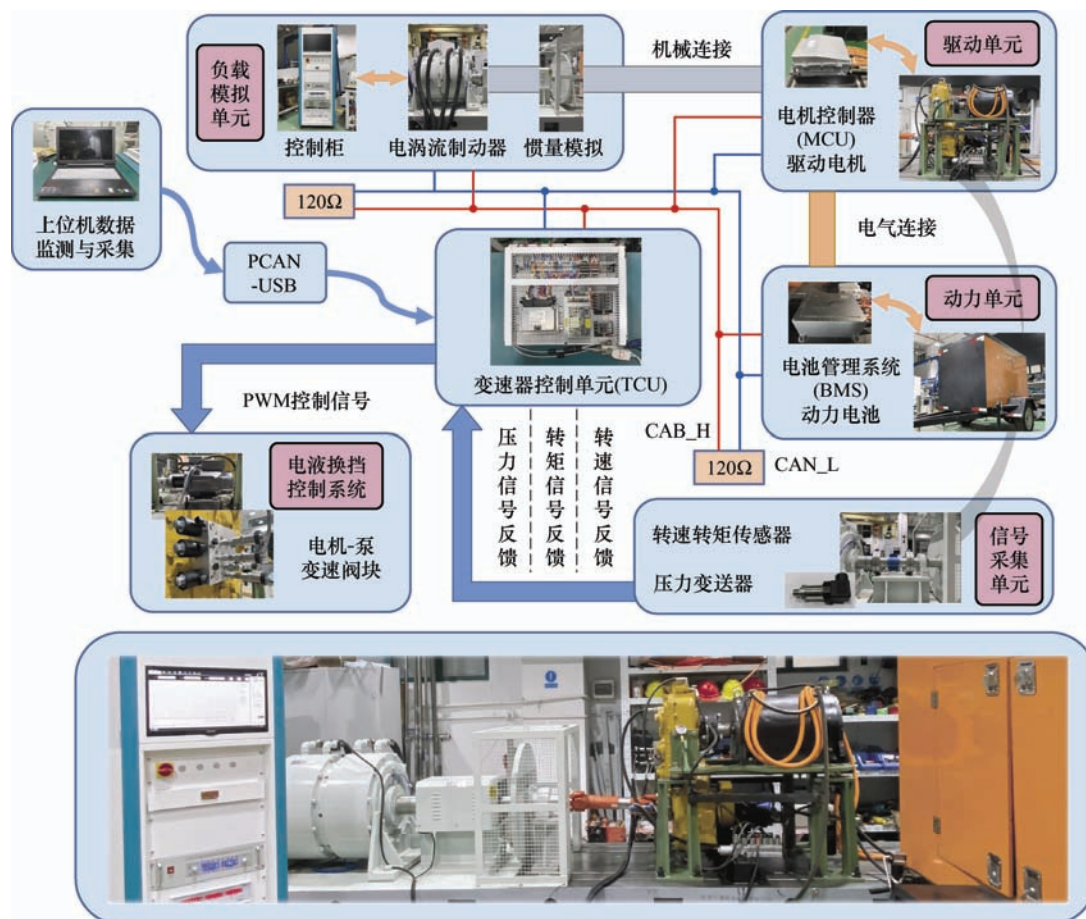 负载
模拟
单元
控制柜
电涡流制动器
惯量模拟
机械连接
驱动单元
电机控制器
(MCU)
驱动电机
上位机数据
监测与采集
120Ω
PCAN
-USB
电气连接
动力单元
电池管理系统
(BMS)
动力电池
变速器控制单元(TCU)
PWM控制信号
电液换挡
控制系统
电机-泵
变速阀块
压力信号反馈
转矩信号反馈
转速信号反馈
CAB_H
120Ω
CAN_L
转速转矩传感器
压力变送器
信号
采集
单元